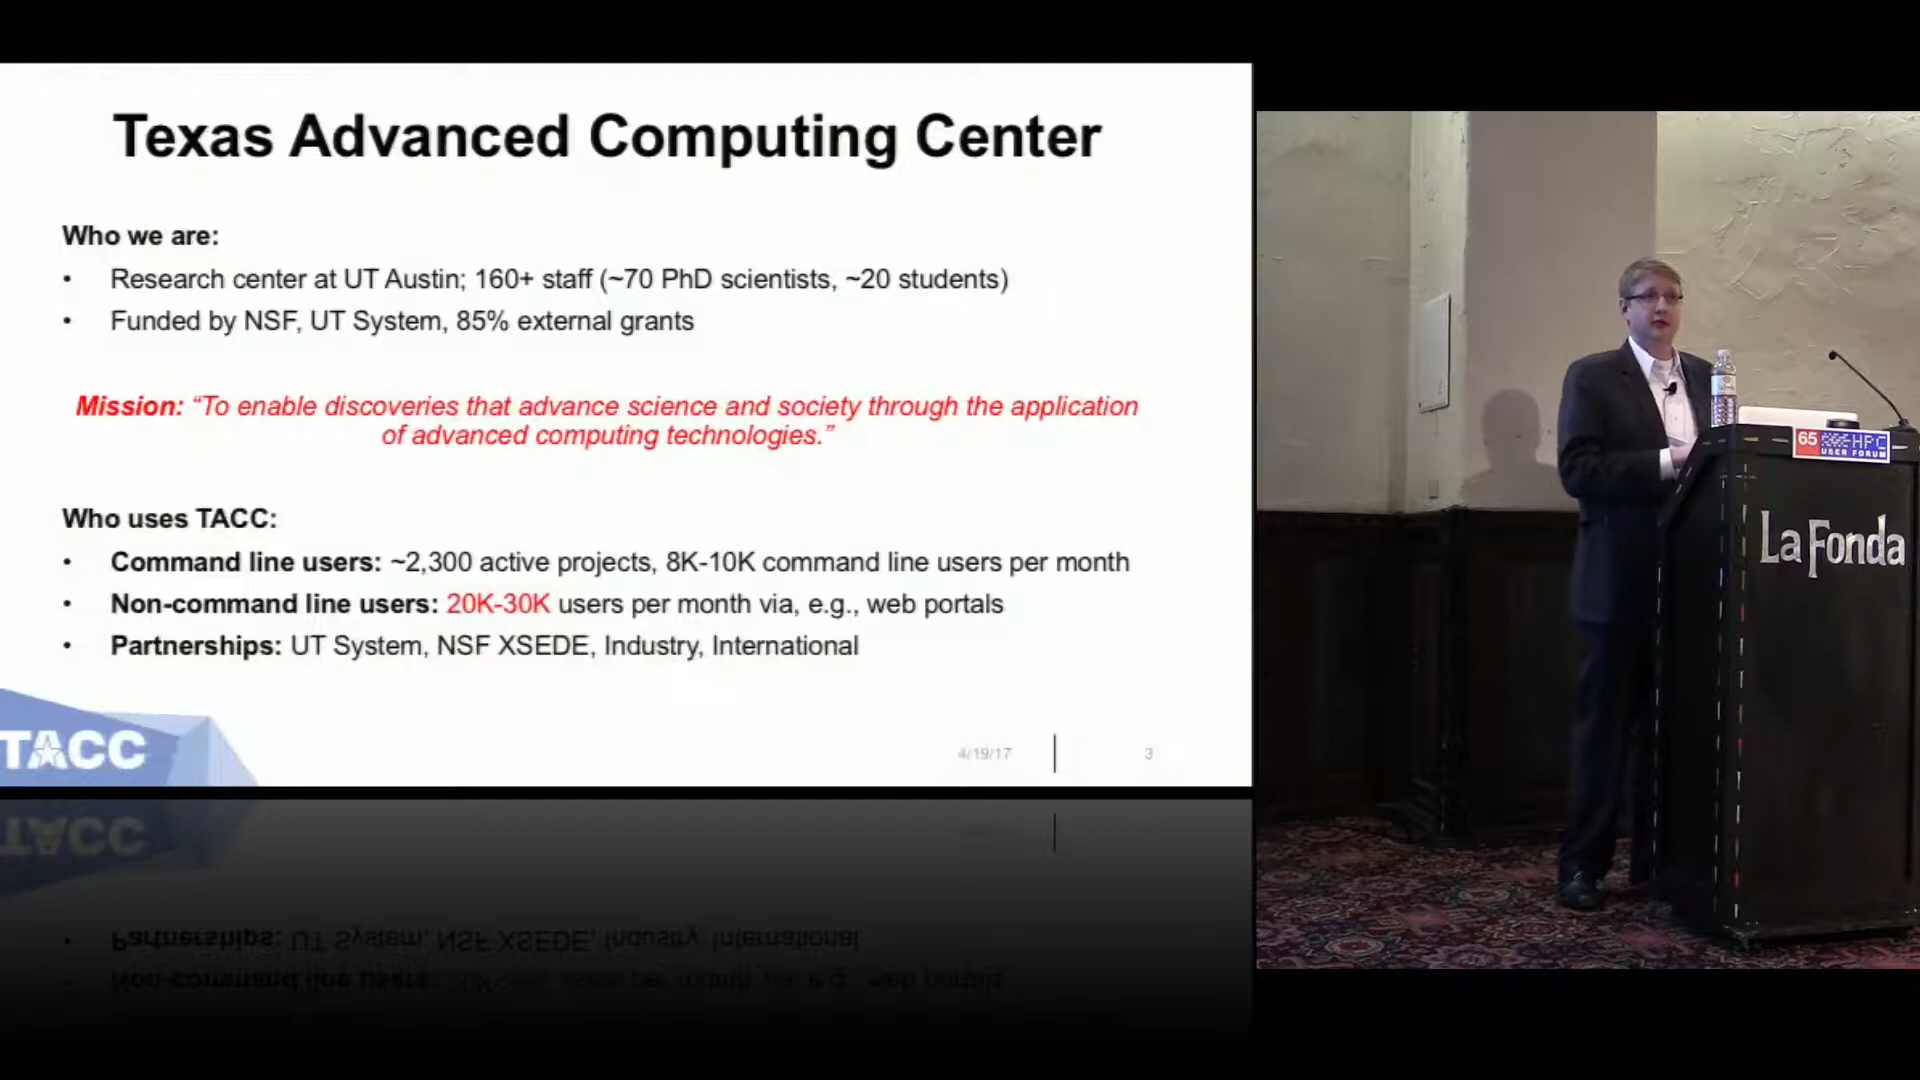 Texas Advanced Computing Center
Who we are:
• Research center at UT Austin; 160+ staff (~70 PhD scientists, ~20 students)
• Funded by NSF, UT System, 85% external grants
Mission: “To enable discoveries that advance science and society through the application
of advanced computing technologies.”
Who uses TACC:
• Command line users: ~2,300 active projects, 8K-10K command line users per month
• Non-command line users: 20K-30K users per month via, e.g., web portals
• Partnerships: UT System, NSF XSEDE, Industry, International
TACC
4/19/17
3
65 HPC
USER FORUM
La Fonda